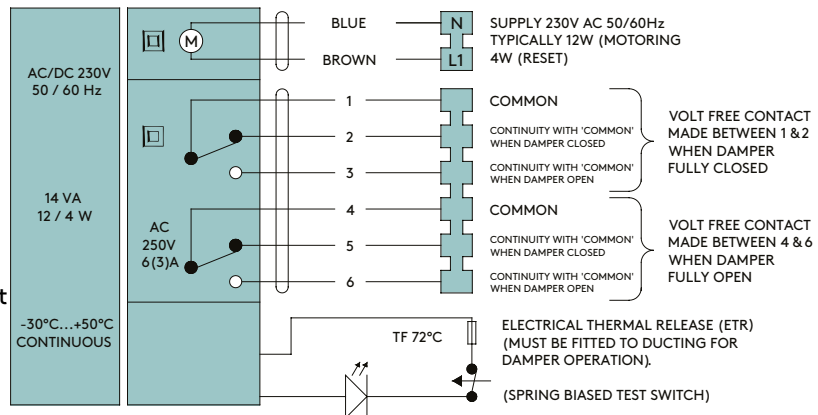 AC/DC 230V
50 / 60 Hz
14 VA
12 / 4 W
t
-30°C...+50°C
CONTINUOUS
M
AC
250V
6(3)A
BLUE
BROWN
N
L1
SUPPLY 230V AC 50/60Hz
TYPICALLY 12W (MOTORING
4W (RESET)
1
COMMON
2
CONTINUITY WITH 'COMMON'
WHEN DAMPER CLOSED
3
CONTINUITY WITH 'COMMON'
WHEN DAMPER OPEN
VOLT FREE CONTACT
MADE BETWEEN 1 & 2
WHEN DAMPER
FULLY CLOSED
4
COMMON
5
CONTINUITY WITH 'COMMON'
WHEN DAMPER CLOSED
6
CONTINUITY WITH 'COMMON'
WHEN DAMPER OPEN
VOLT FREE CONTACT
MADE BETWEEN 4 & 6
WHEN DAMPER
FULLY OPEN
TF 72°C
ELECTRICAL THERMAL RELEASE (ETR)
(MUST BE FITTED TO DUCTING FOR
DAMPER OPERATION).
(SPRING BIASED TEST SWITCH)